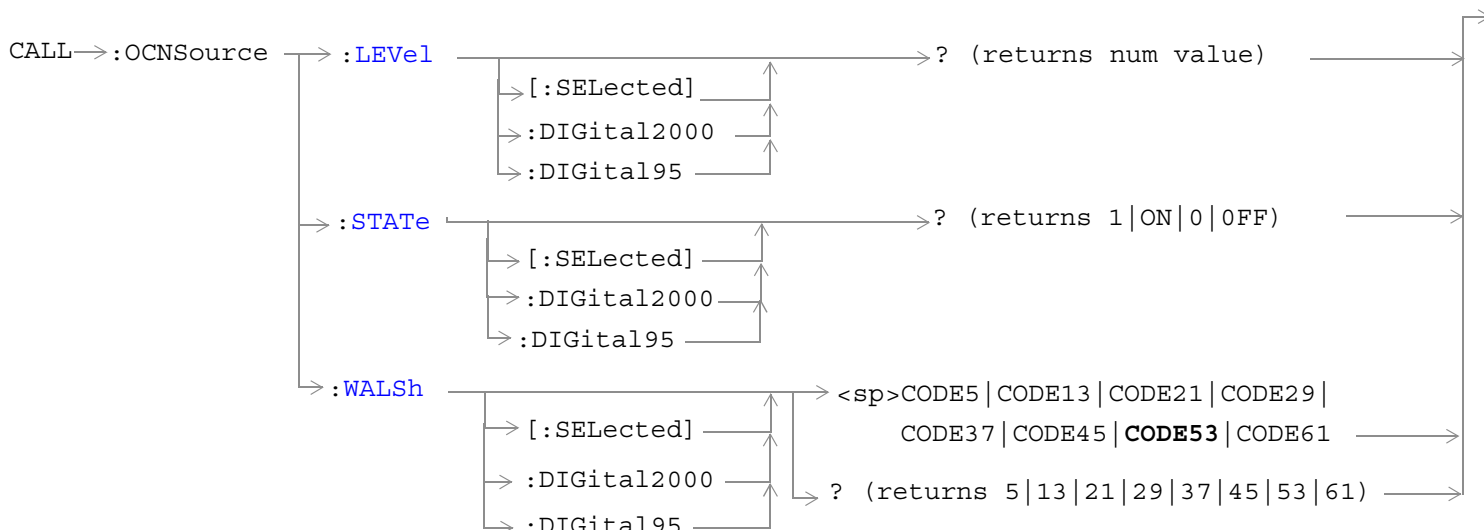 CALL :OCNSource :LEVel ? (returns num value)
[:SELected]
:DIGital2000
:DIGital95
:STATe ? (returns 1|ON|0|0FF)
[:SELected]
:DIGital2000
:DIGital95
:WALSh <sp>CODE5|CODE13|CODE21|CODE29|
[:SELected] CODE37|CODE45|CODE53|CODE61
:DIGital2000 ? (returns 5|13|21|29|37|45|53|61)
:DIGital95